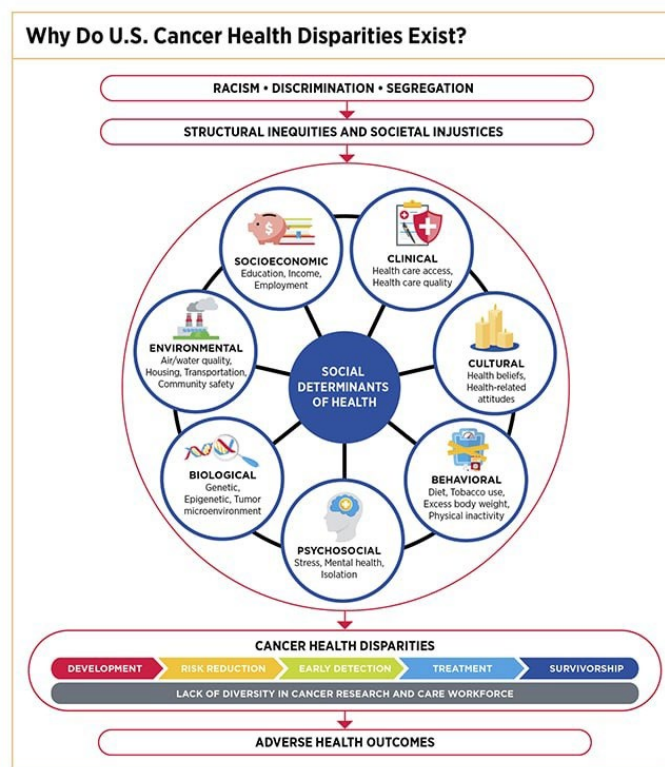 Why Do U.S. Cancer Health Disparities Exist?
RACISM • DISCRIMINATION • SEGREGATION
STRUCTURAL INEQUITIES AND SOCIETAL INJUSTICES
$
SOCIOECONOMIC
Education, Income,
Employment
CLINICAL
Health care access,
Health care quality
ENVIRONMENTAL
Air/water quality,
Housing, Transportation,
Community safety
SOCIAL
DETERMINANTS
OF HEALTH
CULTURAL
Health beliefs,
Health-related
attitudes
BIOLOGICAL
Genetic,
Epigenetic, Tumor
microenvironment
BEHAVIORAL
Diet, Tobacco use,
Excess body weight,
Physical inactivity
PSYCHOSOCIAL
Stress, Mental health,
Isolation
CANCER HEALTH DISPARITIES
DEVELOPMENT RISK REDUCTION EARLY DETECTION TREATMENT SURVIVORSHIP
LACK OF DIVERSITY IN CANCER RESEARCH AND CARE WORKFORCE
ADVERSE HEALTH OUTCOMES